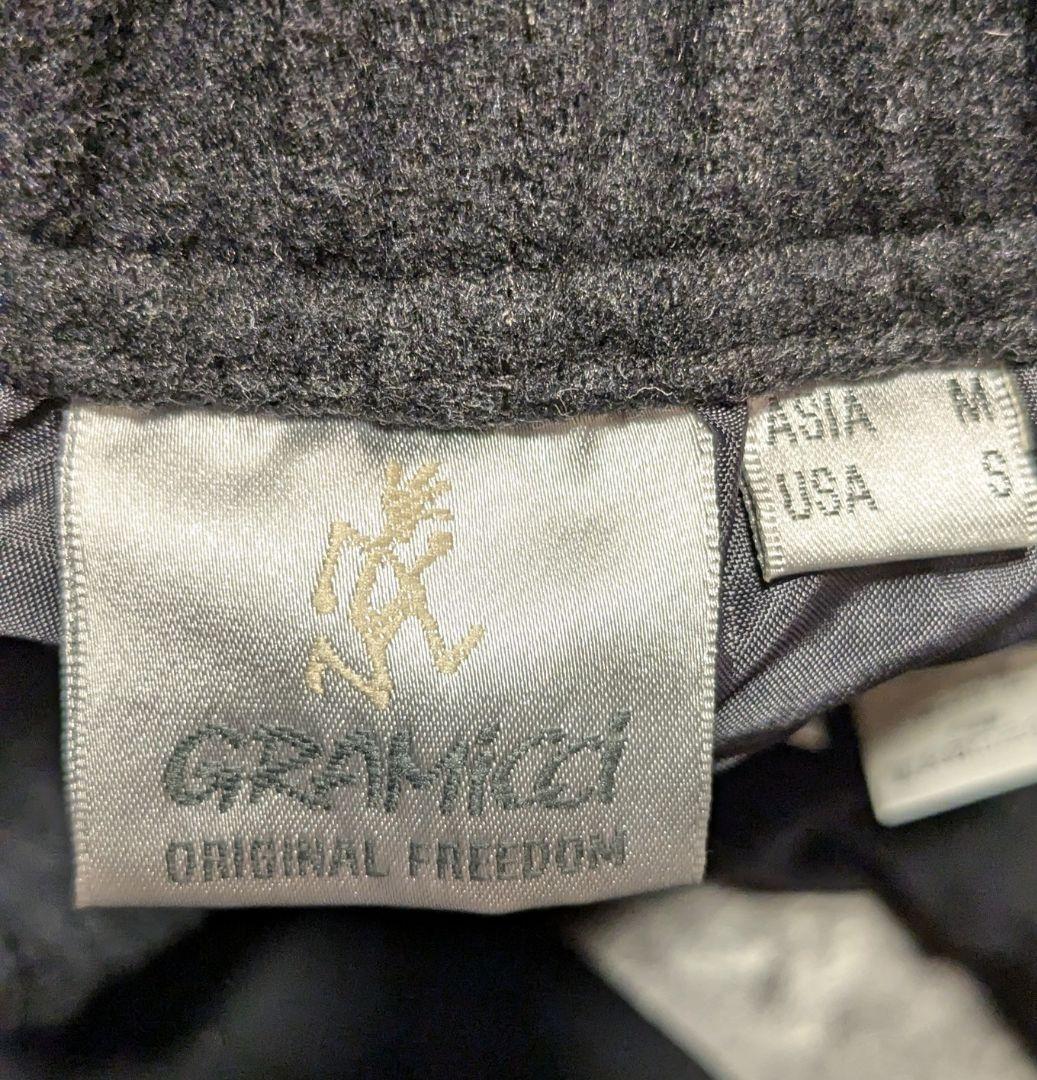 ASIA M
USA S
GRAMicci
ORIGINAL FREEDOM